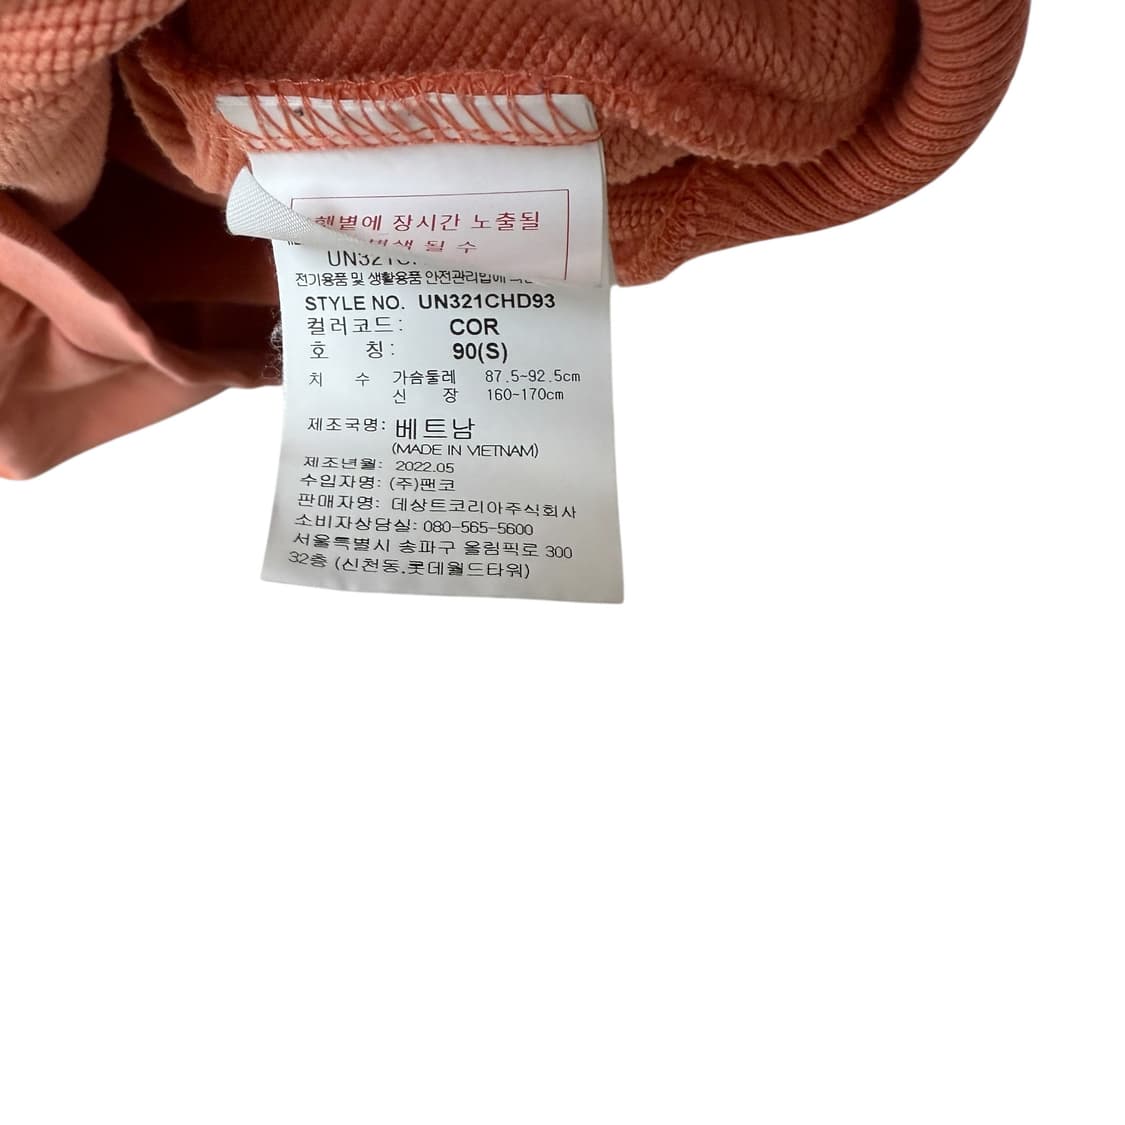 햇볕에 장시간 노출될
변색 될 수
UN321C
전기용품 및 생활용품 안전관리법에
STYLE NO. UN321CHD93
컬러코드: COR
호 칭: 90(S)
치 수 가슴둘레 87.5~92.5cm
신 장 160~170cm
제조국명: 베트남
(MADE IN VIETNAM)
제조년월: 2022.05
수입자명: (주)팬코
판매자명: 데상트코리아주식회사
소비자상담실: 080-565-5600
서울특별시 송파구 올림픽로 300
32층 (신천동,롯데월드타워)